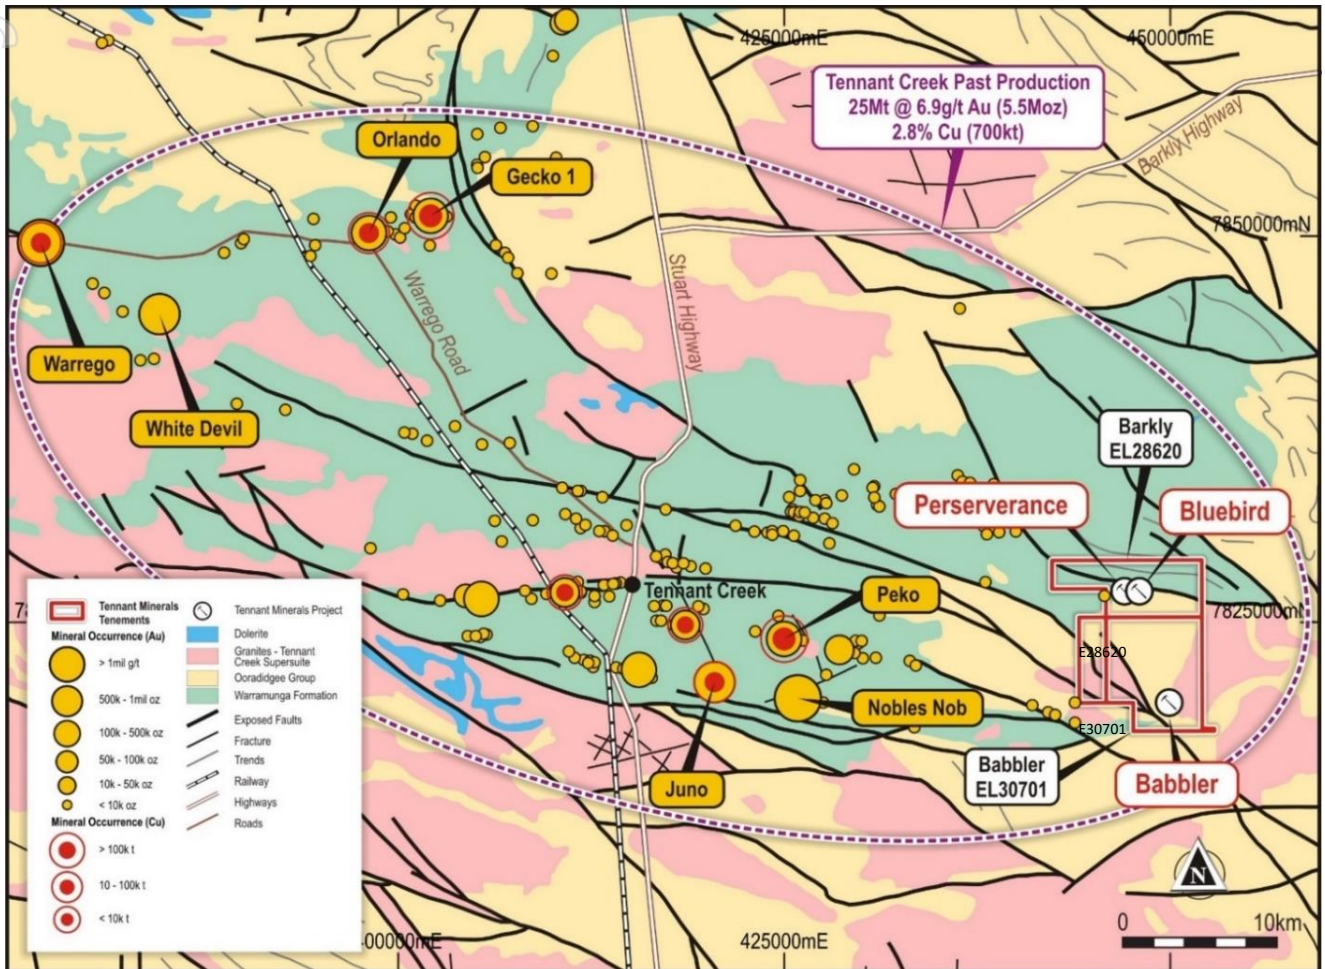 425000mE
450000mE
Tennant Creek Past Production
25Mt @ 6.9g/t Au (5.5Moz)
2.8% Cu (700kt)
Barkly Highway
Orlando
Gecko 1
7850000mN
Warrego Road
Stuart Highway
Warrego
White Devil
Barkly
EL28620
Perserverance
Bluebird
Tennant Creek
Peko
7825000mN
E28620
Nobles Nob
E30701
Juno
Babbler
EL30701
Babbler
Tennant Minerals
Tenements
Tennant Minerals Project
Mineral Occurrence (Au)
> 1mil g/t
500k - 1mil oz
100k - 500k oz
50k - 100k oz
10k - 50k oz
< 10k oz
Mineral Occurrence (Cu)
> 100k t
10 - 100k t
< 10k t
Dolerite
Granites - Tennant
Creek Supersuite
Ooradidgee Group
Warramunga Formation
Exposed Faults
Fracture
Trends
Railway
Highways
Roads
00000mE
425000mE
N
0
10km